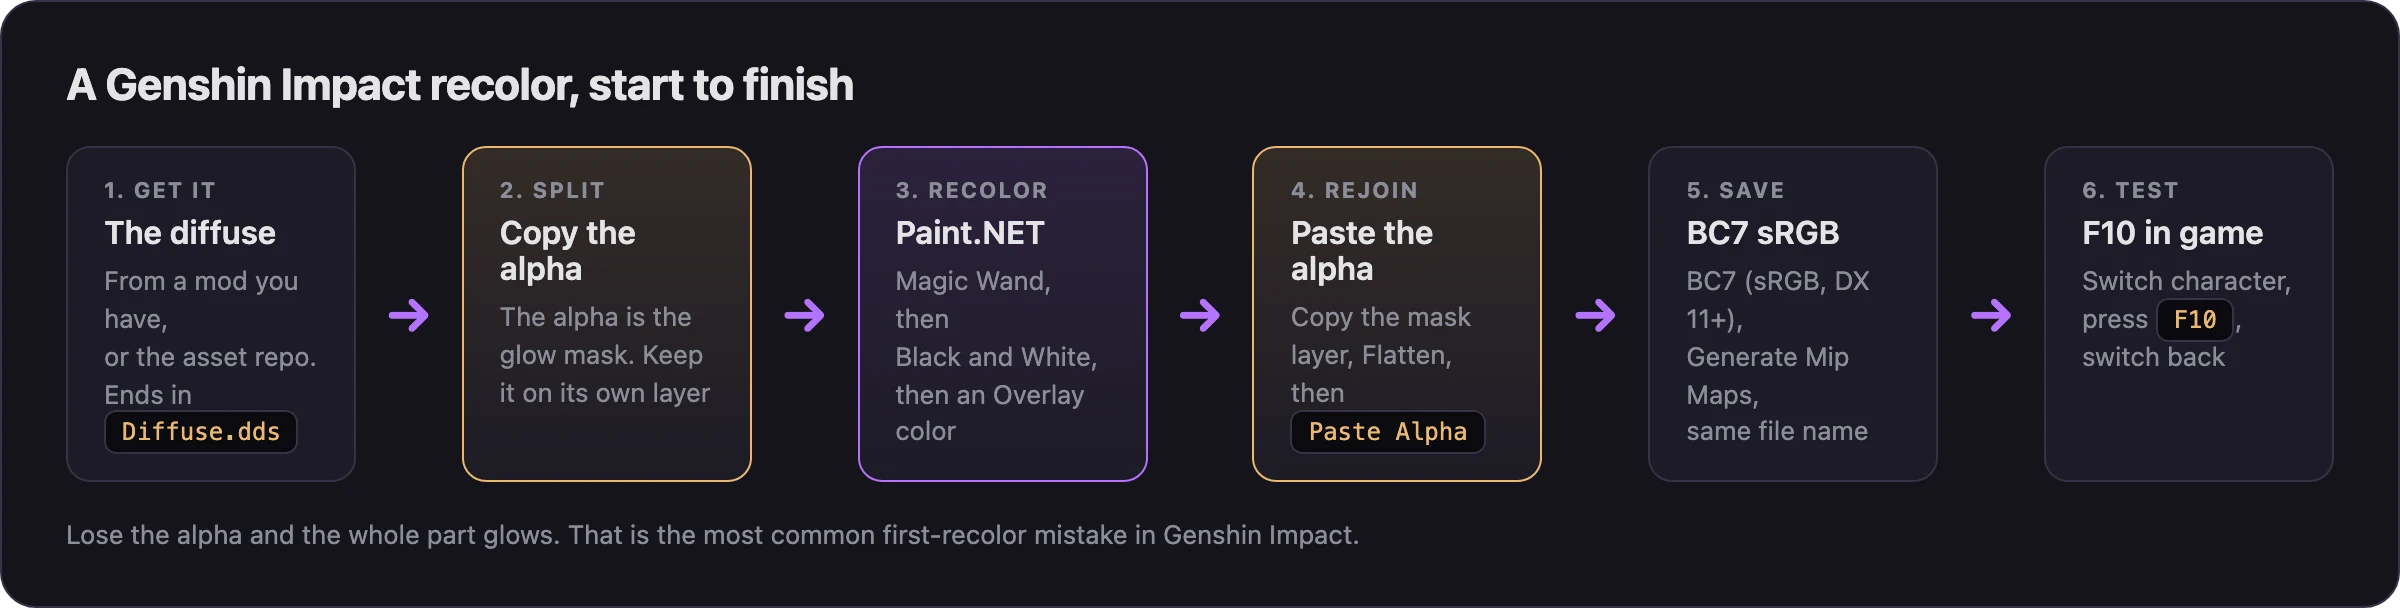 A Genshin Impact recolor, start to finish
1. GET IT
The diffuse
From a mod you
have,
or the asset repo.
Ends in
Diffuse.dds
2. SPLIT
Copy the
alpha
The alpha is the
glow mask. Keep
it on its own layer
3. RECOLOR
Paint.NET
Magic Wand,
then
Black and White,
then an Overlay
color
4. REJOIN
Paste the
alpha
Copy the mask
layer, Flatten,
then
Paste Alpha
5. SAVE
BC7 sRGB
BC7 (sRGB, DX
11+),
Generate Mip
Maps,
same file name
6. TEST
F10 in game
Switch character,
press F10,
switch back
Lose the alpha and the whole part glows. That is the most common first-recolor mistake in Genshin Impact.